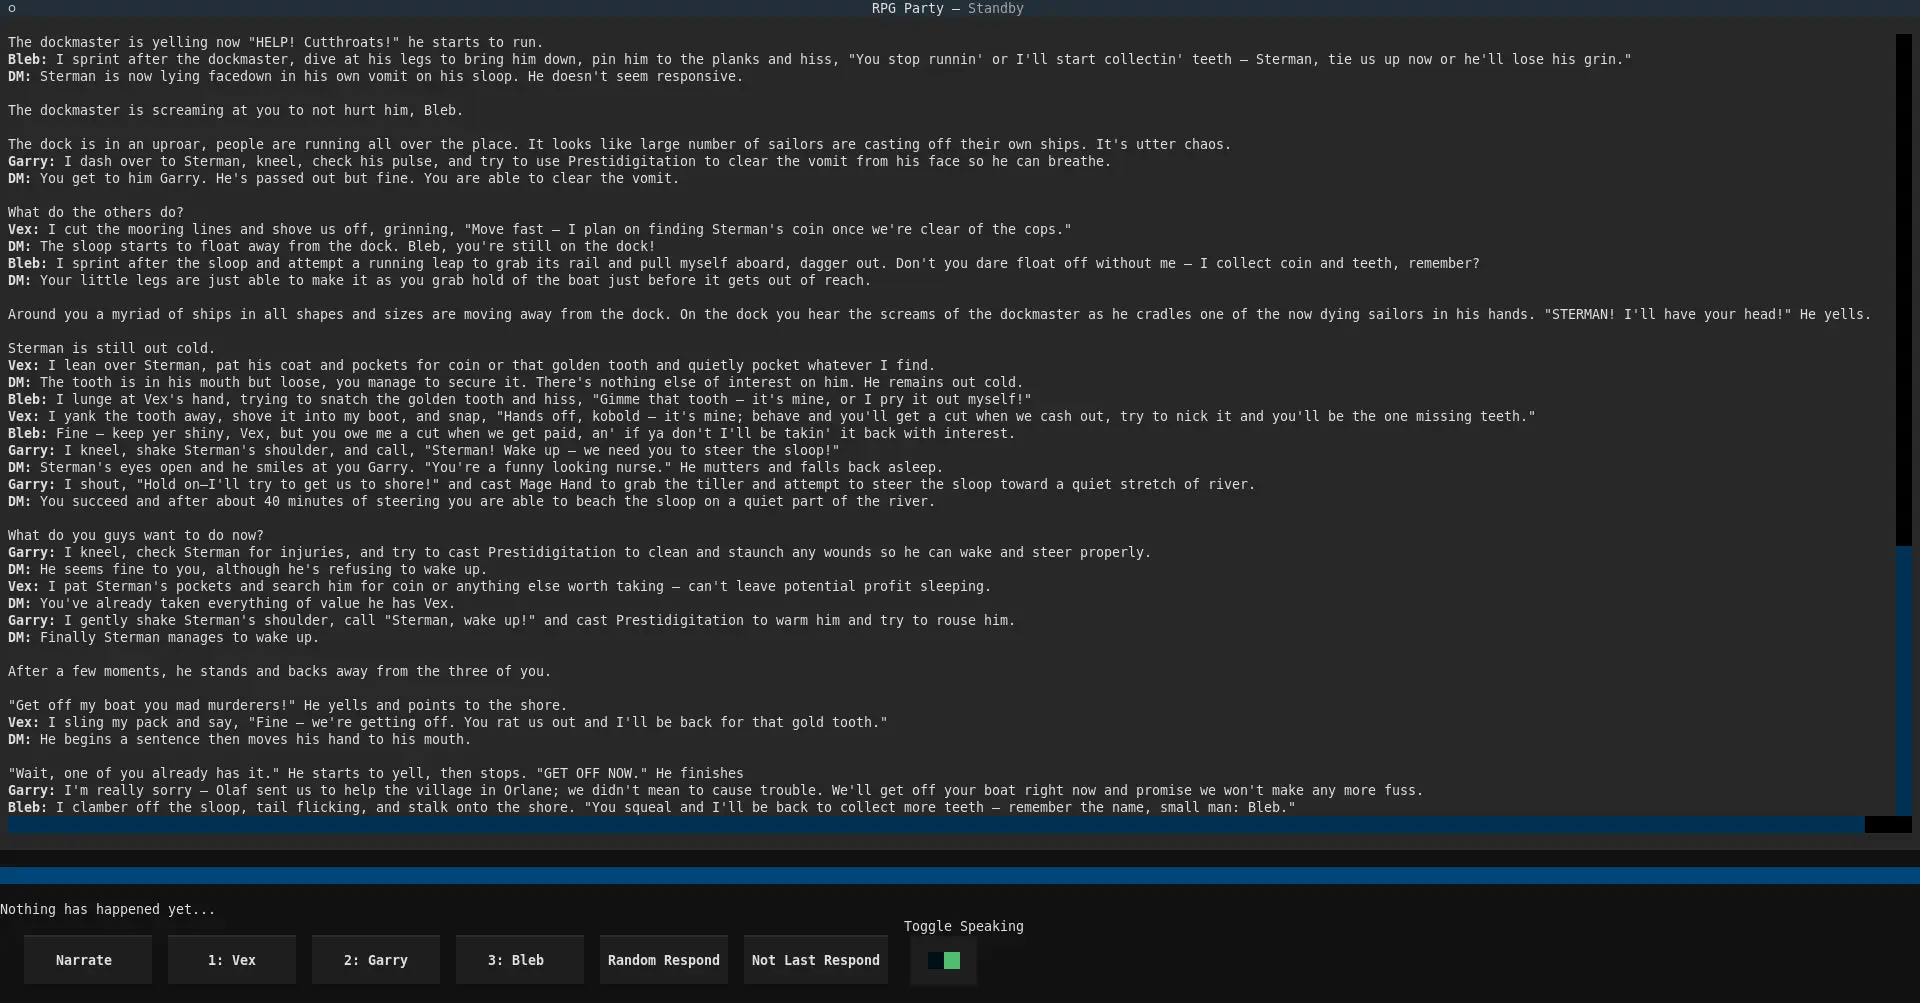 RPG Party — Standby
The dockmaster is yelling now "HELP! Cutthroats!" he starts to run.
Bleb: I sprint after the dockmaster, dive at his legs to bring him down, pin him to the planks and hiss, "You stop runnin' or I'll start collectin' teeth — Sterman, tie us up now or he'll lose his grin."
DM: Sterman is now lying facedown in his own vomit on his sloop. He doesn't seem responsive.
The dockmaster is screaming at you to not hurt him, Bleb.
The dock is in an uproar, people are running all over the place. It looks like large number of sailors are casting off their own ships. It's utter chaos.
Garry: I dash over to Sterman, kneel, check his pulse, and try to use Prestidigitation to clear the vomit from his face so he can breathe.
DM: You get to him Garry. He's passed out but fine. You are able to clear the vomit.
What do the others do?
Vex: I cut the mooring lines and shove us off, grinning, "Move fast — I plan on finding Sterman's coin once we're clear of the cops."
DM: The sloop starts to float away from the dock. Bleb, you're still on the dock!
Bleb: I sprint after the sloop and attempt a running leap to grab its rail and pull myself aboard, dagger out. Don't you dare float off without me — I collect coin and teeth, remember?
DM: Your little legs are just able to make it as you grab hold of the boat just before it gets out of reach.
Around you a myriad of ships in all shapes and sizes are moving away from the dock. On the dock you hear the screams of the dockmaster as he cradles one of the now dying sailors in his hands. "STERMAN! I'll have your head!" He yells.
Sterman is still out cold.
Vex: I lean over Sterman, pat his coat and pockets for coin or that golden tooth and quietly pocket whatever I find.
DM: The tooth is in his mouth but loose, you manage to secure it. There's nothing else of interest on him. He remains out cold.
Bleb: I lunge at Vex's hand, trying to snatch the golden tooth and hiss, "Gimme that tooth — it's mine, or I pry it out myself!"
Vex: I yank the tooth away, shove it into my boot, and snap, "Hands off, kobold — it's mine; behave and you'll get a cut when we cash out, try to nick it and you'll be the one missing teeth."
Bleb: Fine — keep yer shiny, Vex, but you owe me a cut when we get paid, an' if ya don't I'll be takin' it back with interest.
Garry: I kneel, shake Sterman's shoulder, and call, "Sterman! Wake up — we need you to steer the sloop!"
DM: Sterman's eyes open and he smiles at you Garry. "You're a funny looking nurse." He mutters and falls back asleep.
Garry: I shout, "Hold on—I'll try to get us to shore!" and cast Mage Hand to grab the tiller and attempt to steer the sloop toward a quiet stretch of river.
DM: You succeed and after about 40 minutes of steering you are able to beach the sloop on a quiet part of the river.
What do you guys want to do now?
Garry: I kneel, check Sterman for injuries, and try to cast Prestidigitation to clean and staunch any wounds so he can wake and steer properly.
DM: He seems fine to you, although he's refusing to wake up.
Vex: I pat Sterman's pockets and search him for coin or anything else worth taking — can't leave potential profit sleeping.
DM: You've already taken everything of value he has Vex.
Garry: I gently shake Sterman's shoulder, call "Sterman, wake up!" and cast Prestidigitation to warm him and try to rouse him.
DM: Finally Sterman manages to wake up.
After a few moments, he stands and backs away from the three of you.
"Get off my boat you mad murderers!" He yells and points to the shore.
Vex: I sling my pack and say, "Fine — we're getting off. You rat us out and I'll be back for that gold tooth."
DM: He begins a sentence then moves his hand to his mouth.
"Wait, one of you already has it." He starts to yell, then stops. "GET OFF NOW." He finishes
Garry: I'm really sorry — Olaf sent us to help the village in Orlane; we didn't mean to cause trouble. We'll get off your boat right now and promise we won't make any more fuss.
Bleb: I clamber off the sloop, tail flicking, and stalk onto the shore. "You squeal and I'll be back to collect more teeth — remember the name, small man: Bleb."
Nothing has happened yet...
Toggle Speaking
Narrate 1: Vex 2: Garry 3: Bleb Random Respond Not Last Respond